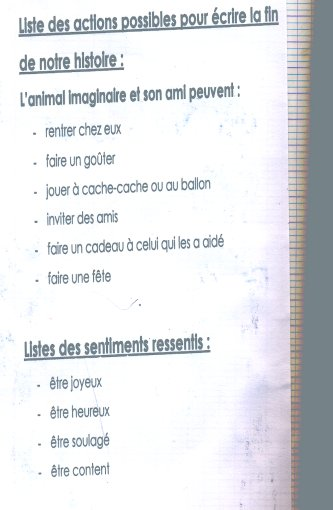 Liste des actions possibles pour écrire la fin
de notre histoire :
L'animal imaginaire et son ami peuvent :
- rentrer chez eux
- faire un goûter
- jouer à cache-cache ou au ballon
- inviter des amis
- faire un cadeau à celui qui les a aidé
- faire une fête
Listes des sentiments ressentis :
- être joyeux
- être heureux
- être soulagé
- être content